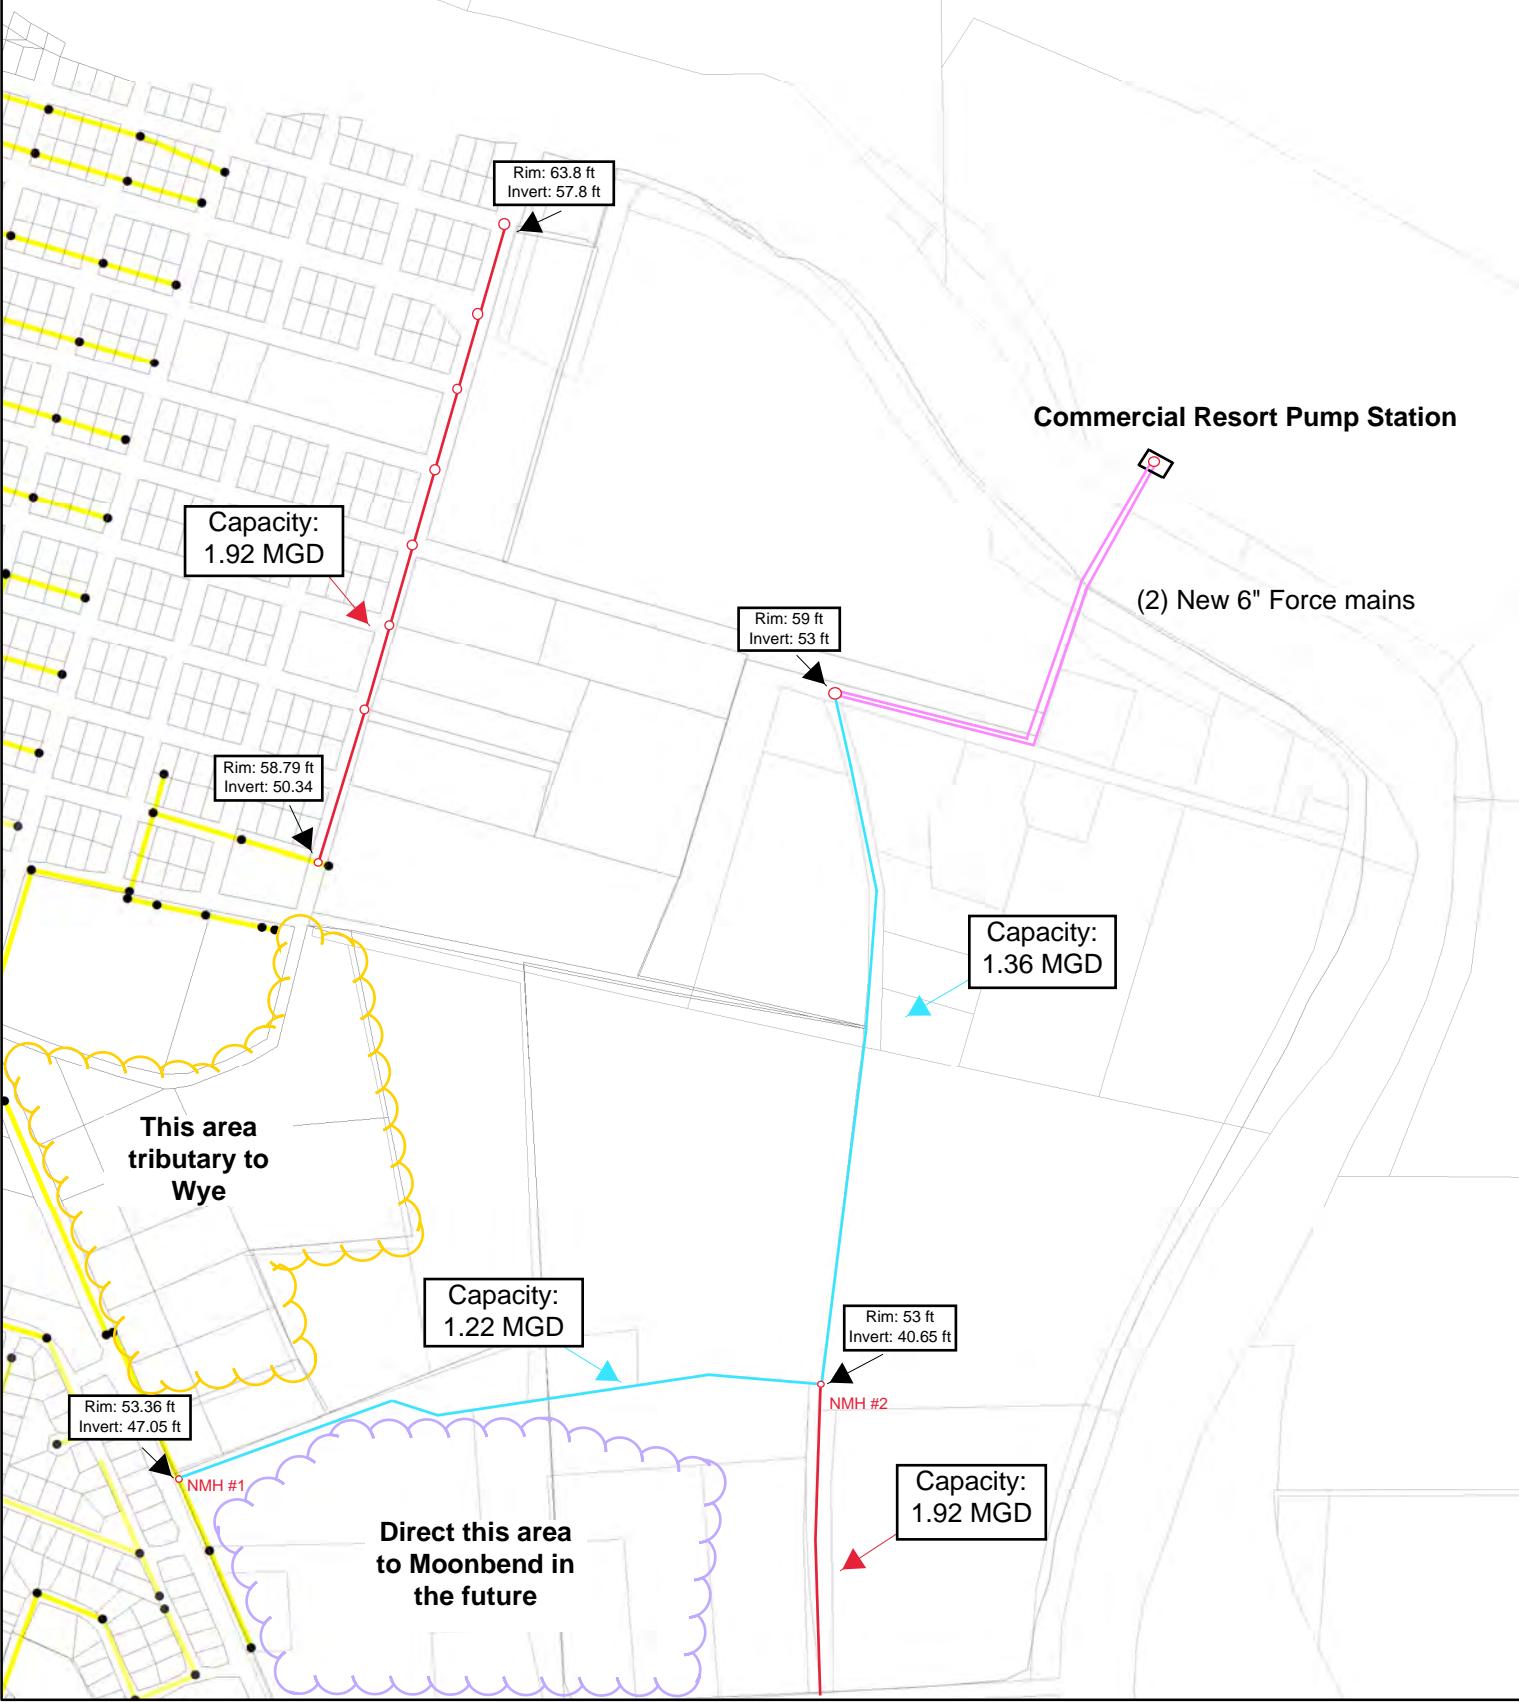 Rim: 63.8 ft
Invert: 57.8 ft
Commercial Resort Pump Station
Capacity:
1.92 MGD
(2) New 6" Force mains
Rim: 59 ft
Invert: 53 ft
Rim: 58.79 ft
Invert: 50.34
Capacity:
1.36 MGD
This area
tributary to
Wye
Capacity:
1.22 MGD
Rim: 53 ft
Invert: 40.65 ft
NMH #2
Rim: 53.36 ft
Invert: 47.05 ft
NMH #1
Capacity:
1.92 MGD
Direct this area
to Moonbend in
the future